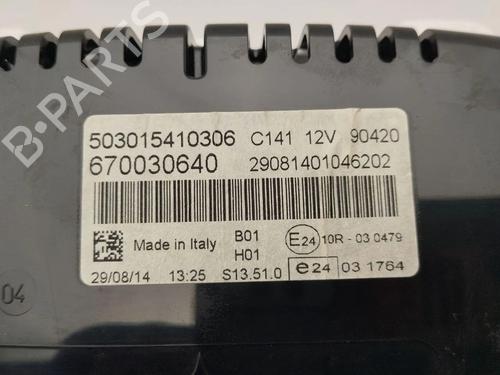 B-PARTS
503015410306 C141 12V 90420
670030640 29081401046202
Made in Italy B01 H01 E24 10R - 03 0479
29/08/14 13:25 S13.51.0 e24 03 1764
04